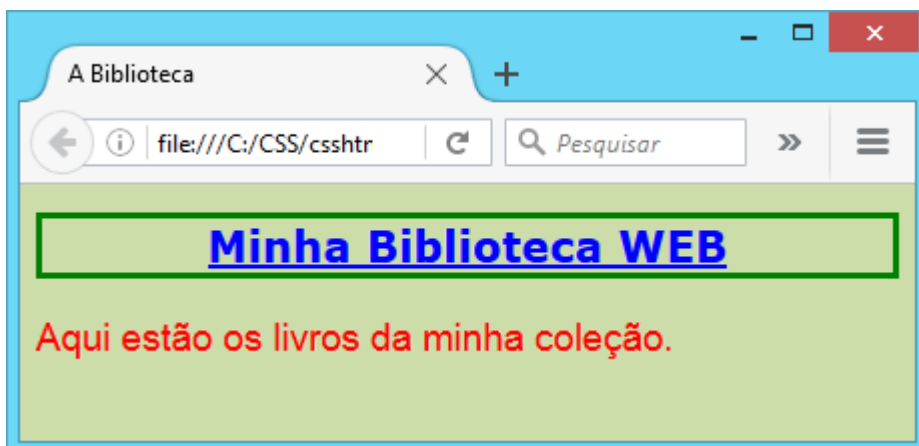 A Biblioteca
file:///C:/CSS/csshtr
Pesquisar
Minha Biblioteca WEB
Aqui estão os livros da minha coleção.